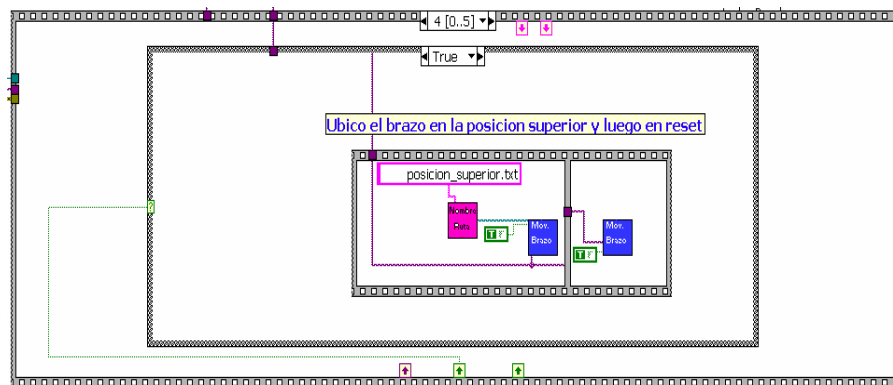 4 [0..5]
True
Ubico el brazo en la posicion superior y luego en reset
posicion_superior.txt
Nombre
Ruta
T
Mov.
Brazo
T
Mov.
Brazo
?